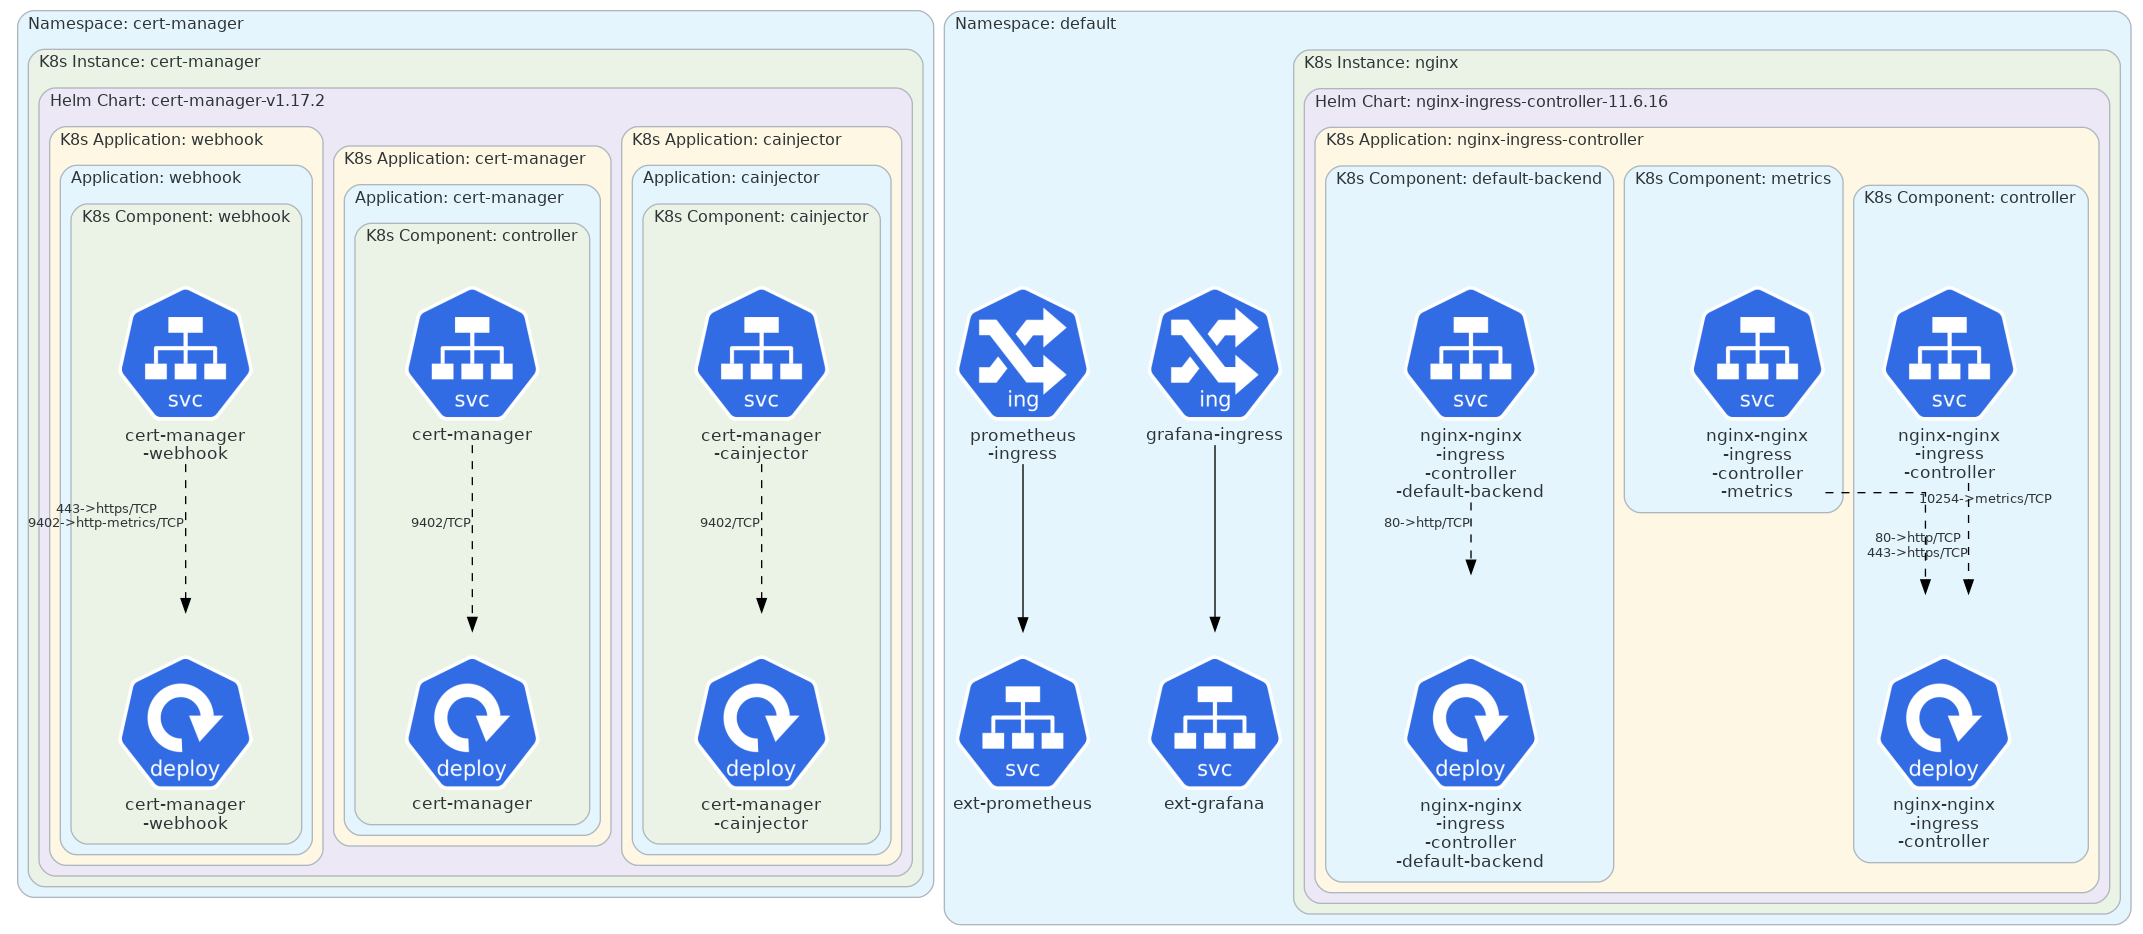 Namespace: cert-manager
K8s Instance: cert-manager
Helm Chart: cert-manager-v1.17.2
K8s Application: webhook
Application: webhook
K8s Component: webhook
svc
cert-manager
-webhook
443->https/TCP
9402->http-metrics/TCP
deploy
cert-manager
-webhook
K8s Application: cert-manager
Application: cert-manager
K8s Component: controller
svc
cert-manager
9402/TCP
deploy
cert-manager
K8s Application: cainjector
Application: cainjector
K8s Component: cainjector
svc
cert-manager
-cainjector
9402/TCP
deploy
cert-manager
-cainjector
Namespace: default
ing
prometheus
-ingress
svc
ext-prometheus
ing
grafana-ingress
svc
ext-grafana
K8s Instance: nginx
Helm Chart: nginx-ingress-controller-11.6.16
K8s Application: nginx-ingress-controller
K8s Component: default-backend
svc
nginx-nginx
-ingress
-controller
-default-backend
80->http/TCP
deploy
nginx-nginx
-ingress
-controller
-default-backend
K8s Component: metrics
svc
nginx-nginx
-ingress
-controller
-metrics
K8s Component: controller
svc
nginx-nginx
-ingress
-controller
10254->metrics/TCP
80->http/TCP
443->https/TCP
deploy
nginx-nginx
-ingress
-controller